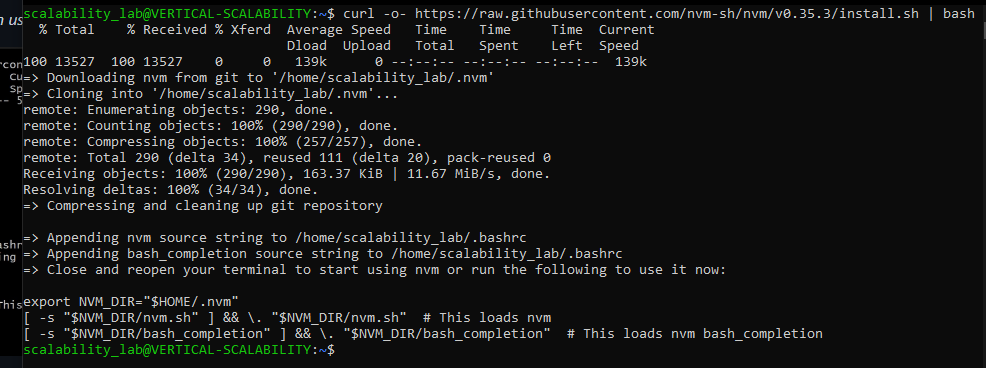 scalability_lab@VERTICAL-SCALABILITY:~$ curl -o- https://raw.githubusercontent.com/nvm-sh/nvm/v0.35.3/install.sh | bash
  % Total    % Received % Xferd  Average Speed   Time    Time     Time  Current
                                 Dload  Upload   Total   Spent    Left  Speed
100 13527  100 13527    0     0   139k      0 --:--:-- --:--:-- --:--:--  139k
=> Downloading nvm from git to '/home/scalability_lab/.nvm'
=> Cloning into '/home/scalability_lab/.nvm'...
remote: Enumerating objects: 290, done.
remote: Counting objects: 100% (290/290), done.
remote: Compressing objects: 100% (257/257), done.
remote: Total 290 (delta 34), reused 111 (delta 20), pack-reused 0
Receiving objects: 100% (290/290), 163.37 KiB | 11.67 MiB/s, done.
Resolving deltas: 100% (34/34), done.
=> Compressing and cleaning up git repository

=> Appending nvm source string to /home/scalability_lab/.bashrc
=> Appending bash_completion source string to /home/scalability_lab/.bashrc
=> Close and reopen your terminal to start using nvm or run the following to use it now:

export NVM_DIR="$HOME/.nvm"
[ -s "$NVM_DIR/nvm.sh" ] && \. "$NVM_DIR/nvm.sh"  # This loads nvm
[ -s "$NVM_DIR/bash_completion" ] && \. "$NVM_DIR/bash_completion"  # This loads nvm bash_completion
scalability_lab@VERTICAL-SCALABILITY:~$